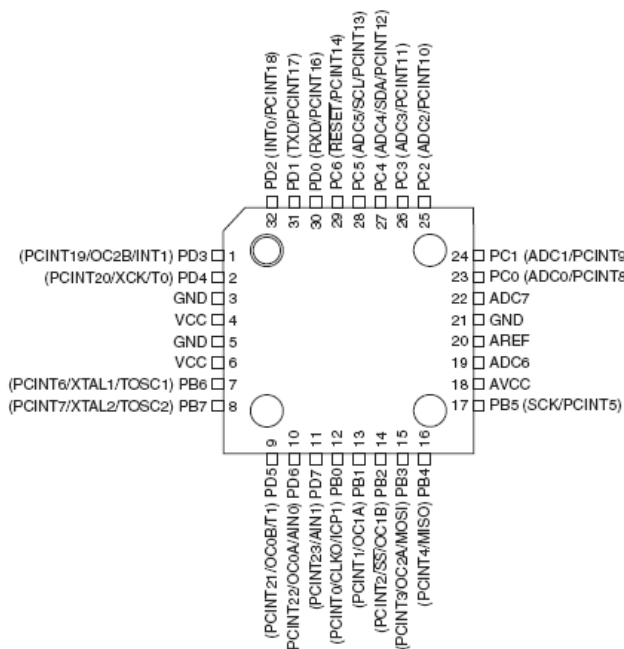 PD2 (INT0/PCINT18)
PD1 (TXD/PCINT17)
PD0 (RXD/PCINT16)
PC6 (RESET/PCINT14)
PC5 (ADC5/SCL/PCINT13)
PC4 (ADC4/SDA/PCINT12)
PC3 (ADC3/PCINT11)
PC2 (ADC2/PCINT10)
32 31 30 29 28 27 26 25
(PCINT19/OC2B/INT1) PD3 1
(PCINT20/XCK/T0) PD4 2
GND 3
VCC 4
GND 5
VCC 6
(PCINT6/XTAL1/TOSC1) PB6 7
(PCINT7/XTAL2/TOSC2) PB7 8
24 PC1 (ADC1/PCINT9
23 PC0 (ADC0/PCINT8
22 ADC7
21 GND
20 AREF
19 ADC6
18 AVCC
17 PB5 (SCK/PCINT5)
9 10 11 12 13 14 15 16
(PCINT21/OC0B/T1) PD5
PCINT22/OC0A/AIN0) PD6
(PCINT23/AIN1) PD7
(PCINT0/CLKO/ICP1) PB0
(PCINT1/OC1A) PB1
(PCINT2/SS/OC1B) PB2
(PCINT3/OC2A/MOSI) PB3
(PCINT4/MISO) PB4